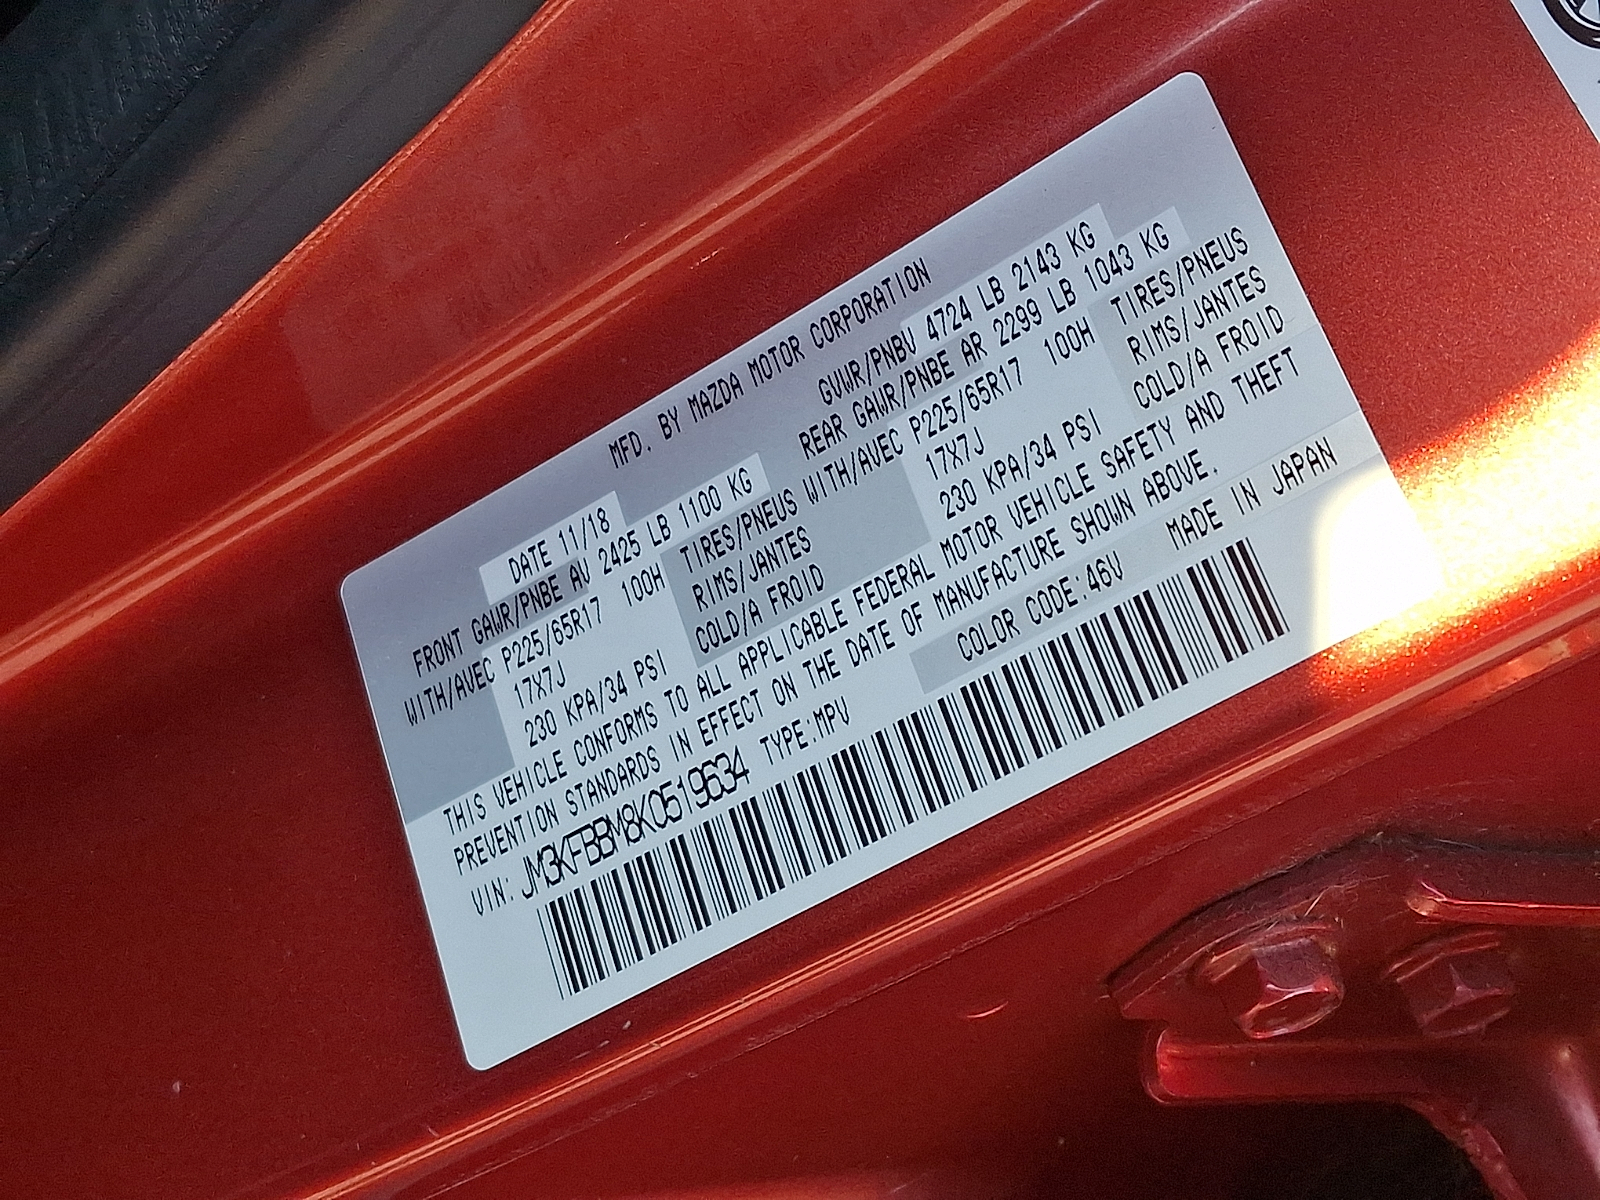 MFD. BY MAZDA MOTOR CORPORATION
DATE 11/18 GVWR/PNBV 4724 LB 2143 KG
FRONT GAWR/PNBE AV 2425 LB 1100 KG REAR GAWR/PNBE AR 2299 LB 1043 KG
WITH/AVEC P225/65R17 100H TIRES/PNEUS WITH/AVEC P225/65R17 100H TIRES/PNEUS
17X7J RIMS/JANTES 17X7J RIMS/JANTES
230 KPA/34 PSI COLD/A FROID 230 KPA/34 PSI COLD/A FROID
THIS VEHICLE CONFORMS TO ALL APPLICABLE FEDERAL MOTOR VEHICLE SAFETY AND THEFT
PREVENTION STANDARDS IN EFFECT ON THE DATE OF MANUFACTURE SHOWN ABOVE.
VIN: JM3KFBBM8K0519634 TYPE:MPV COLOR CODE:46V MADE IN JAPAN